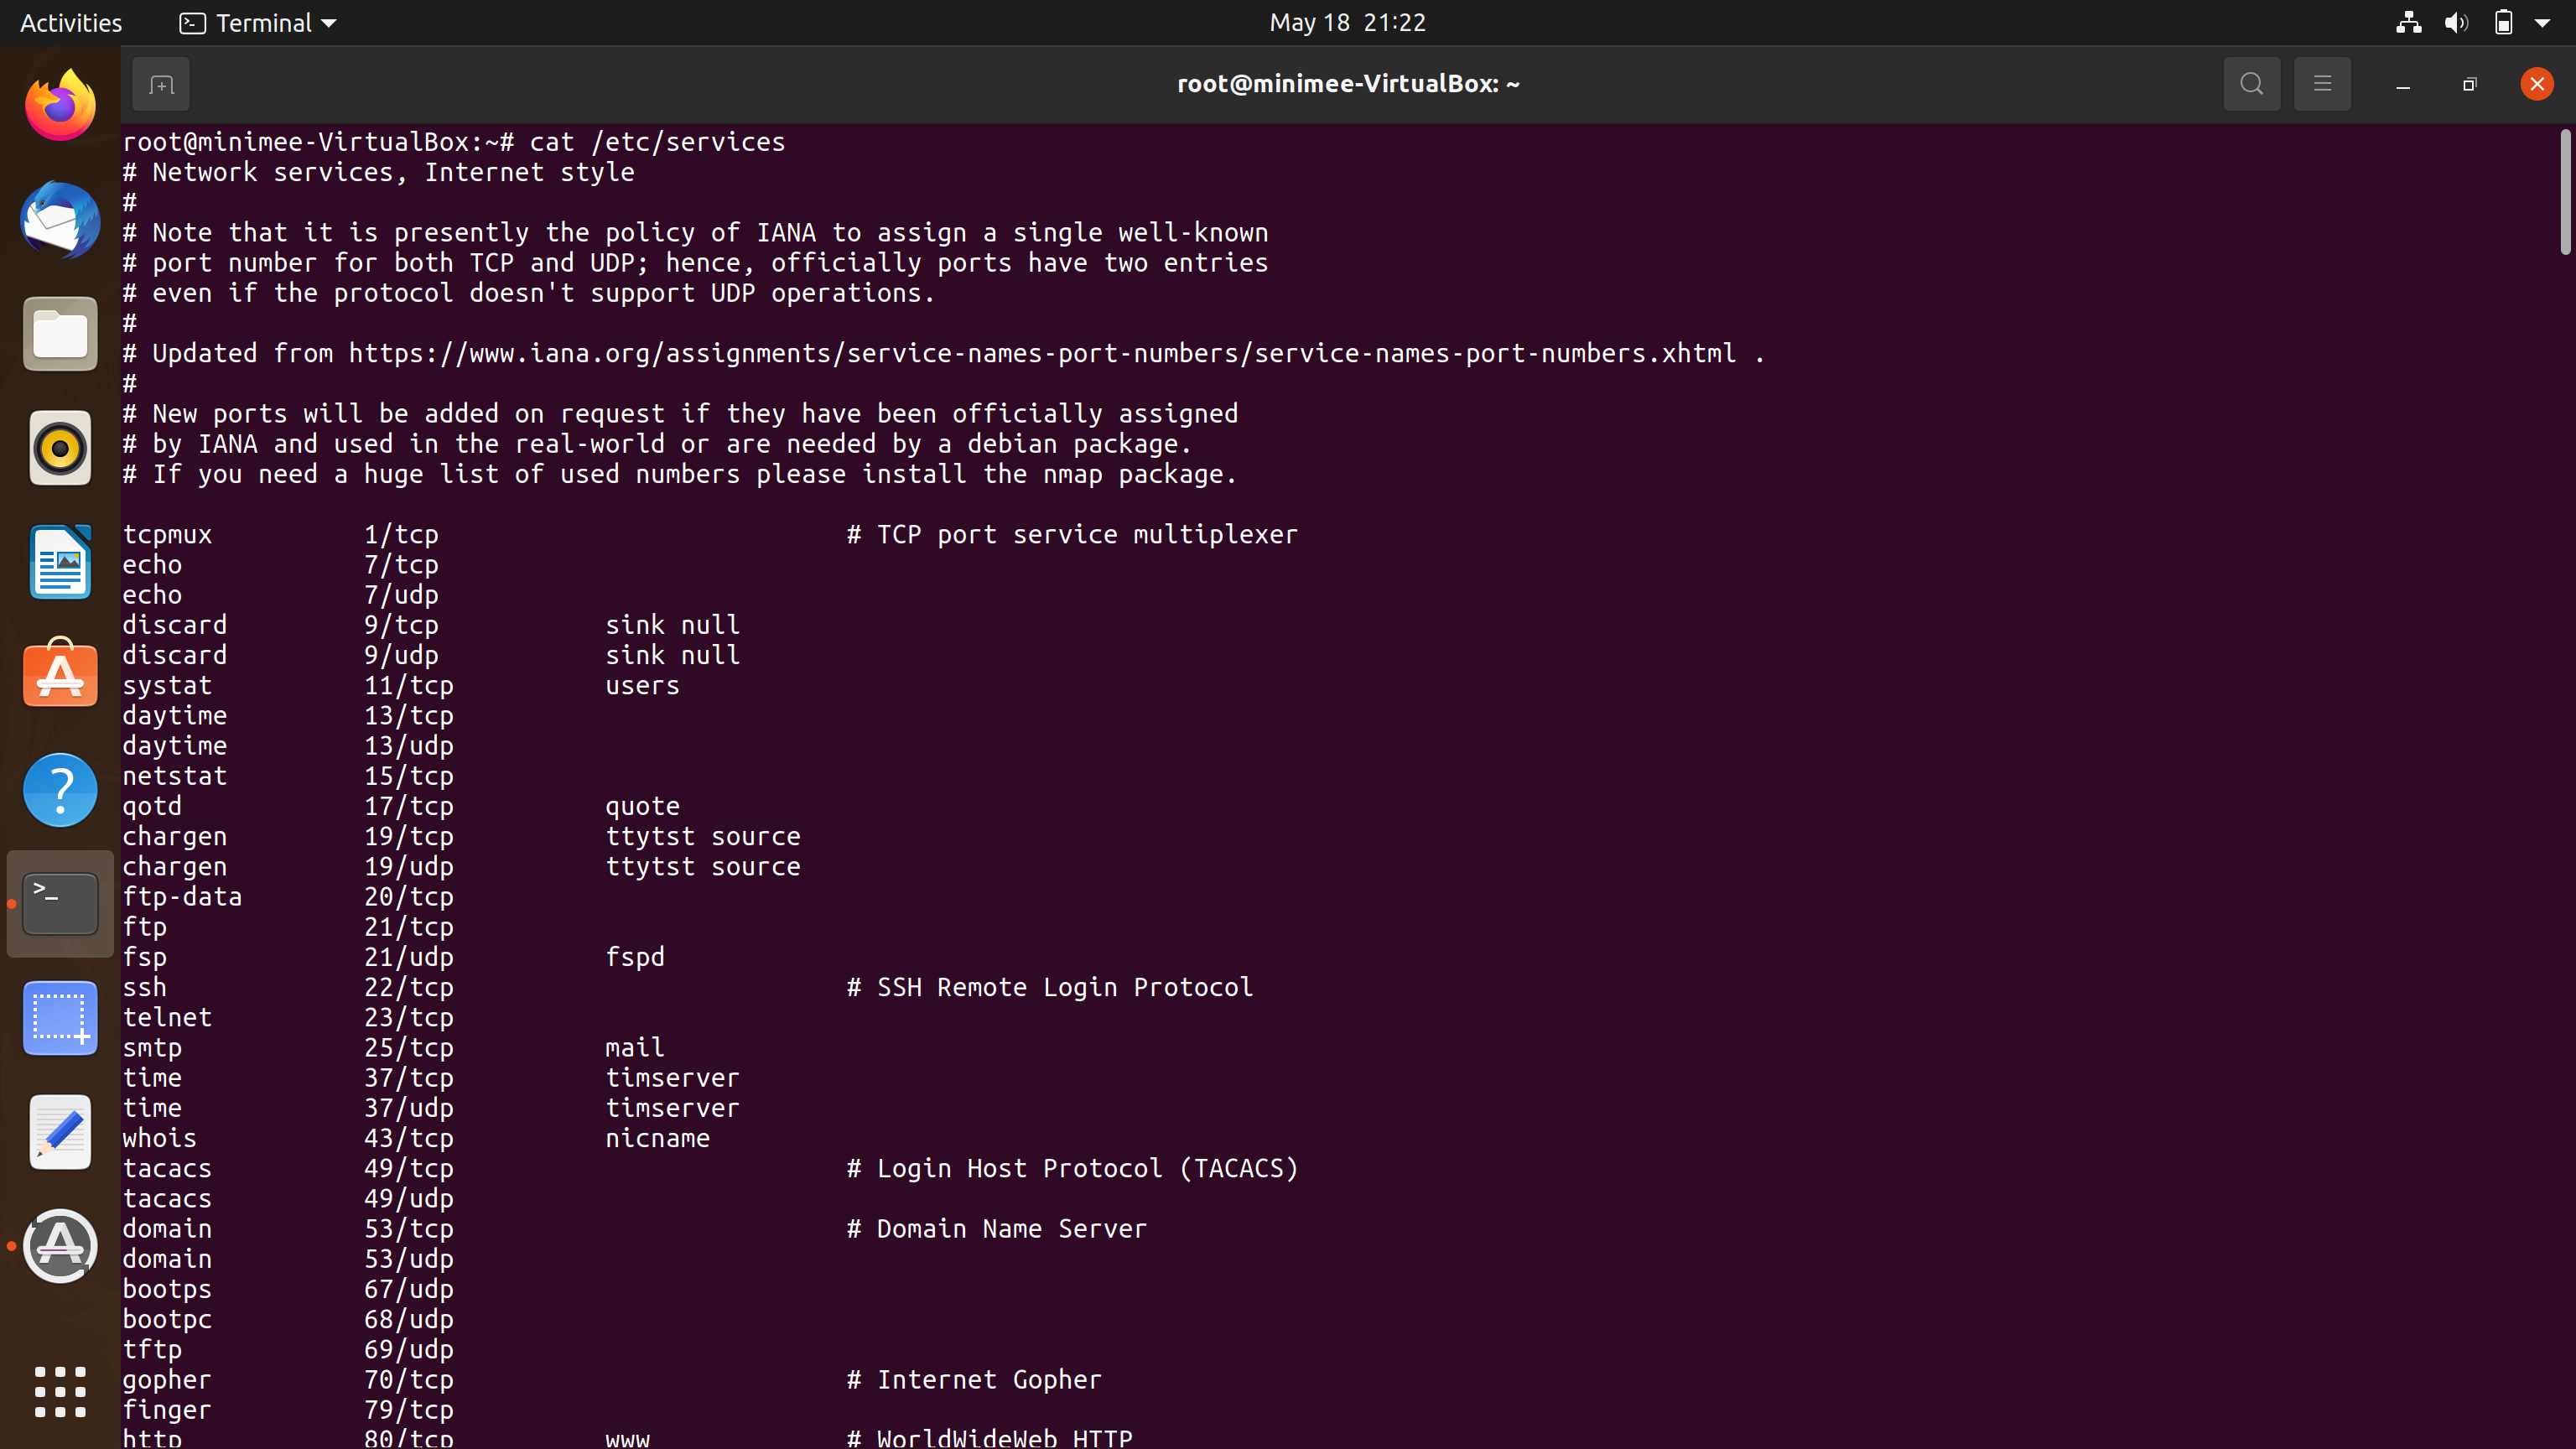 Activities Terminal May 18 21:22
root@minimee-VirtualBox: ~
root@minimee-VirtualBox:~# cat /etc/services
# Network services, Internet style
#
# Note that it is presently the policy of IANA to assign a single well-known
# port number for both TCP and UDP; hence, officially ports have two entries
# even if the protocol doesn't support UDP operations.
#
# Updated from https://www.iana.org/assignments/service-names-port-numbers/service-names-port-numbers.xhtml .
#
# New ports will be added on request if they have been officially assigned
# by IANA and used in the real-world or are needed by a debian package.
# If you need a huge list of used numbers please install the nmap package.
tcpmux 1/tcp # TCP port service multiplexer
echo 7/tcp
echo 7/udp
discard 9/tcp sink null
discard 9/udp sink null
systat 11/tcp users
daytime 13/tcp
daytime 13/udp
netstat 15/tcp
qotd 17/tcp quote
chargen 19/tcp ttytst source
chargen 19/udp ttytst source
ftp-data 20/tcp
ftp 21/tcp
fsp 21/udp fspd
ssh 22/tcp # SSH Remote Login Protocol
telnet 23/tcp
smtp 25/tcp mail
time 37/tcp timserver
time 37/udp timserver
whois 43/tcp nicname
tacacs 49/tcp # Login Host Protocol (TACACS)
tacacs 49/udp
domain 53/tcp # Domain Name Server
domain 53/udp
bootps 67/udp
bootpc 68/udp
tftp 69/udp
gopher 70/tcp # Internet Gopher
finger 79/tcp
http 80/tcp www # WorldWideWeb HTTP